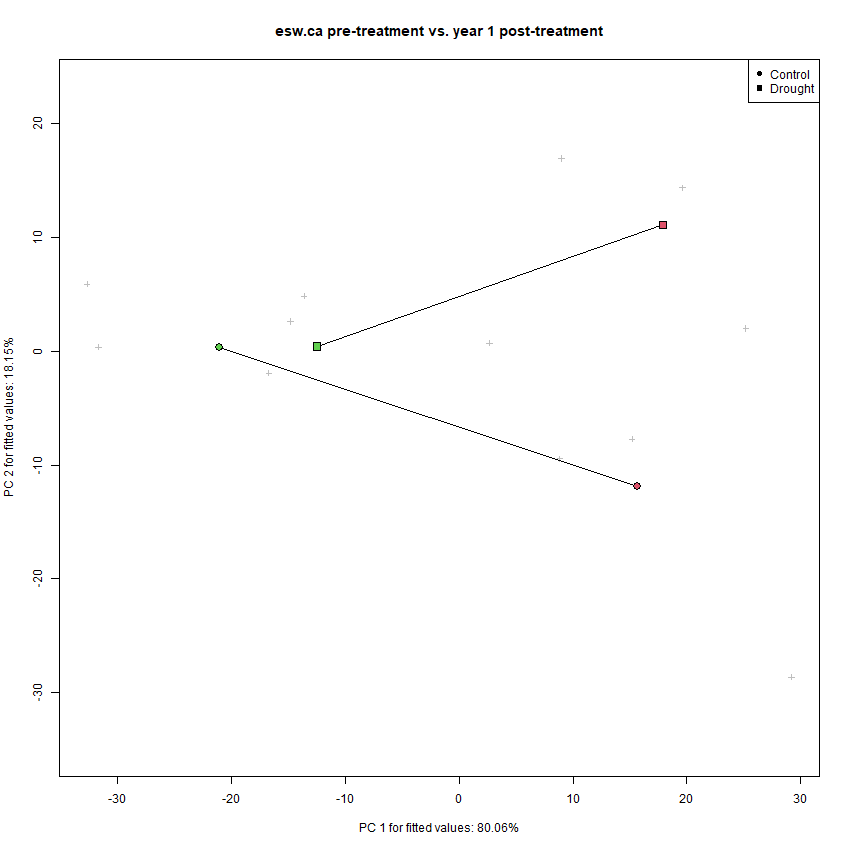 esw.ca pre-treatment vs. year 1 post-treatment
Control
Drought
20
10
0
-10
-20
-30
PC 2 for fitted values: 18.15%
-30
-20
-10
0
10
20
30
PC 1 for fitted values: 80.06%